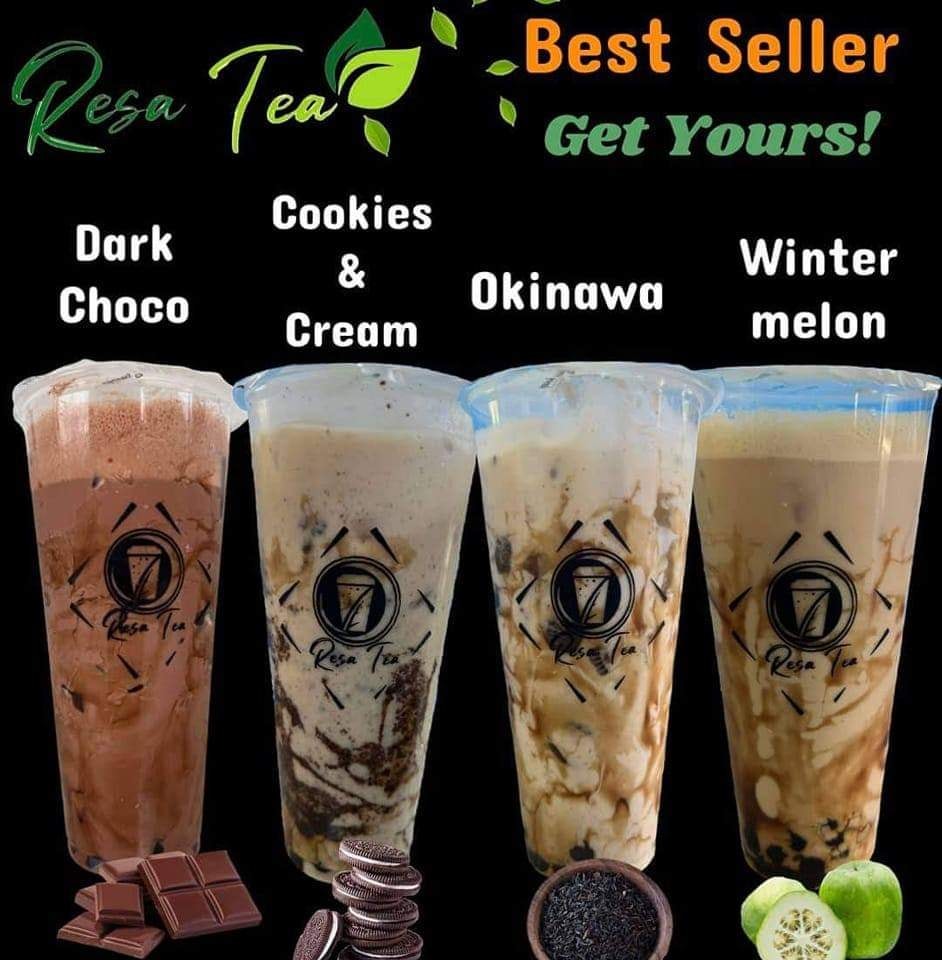 Resa Tea
Best Seller
Get Yours!
Dark
Choco
Cookies
&
Cream
Okinawa
Winter
melon
Resa Tea
Resa Tea
Resa Tea
Resa Tea